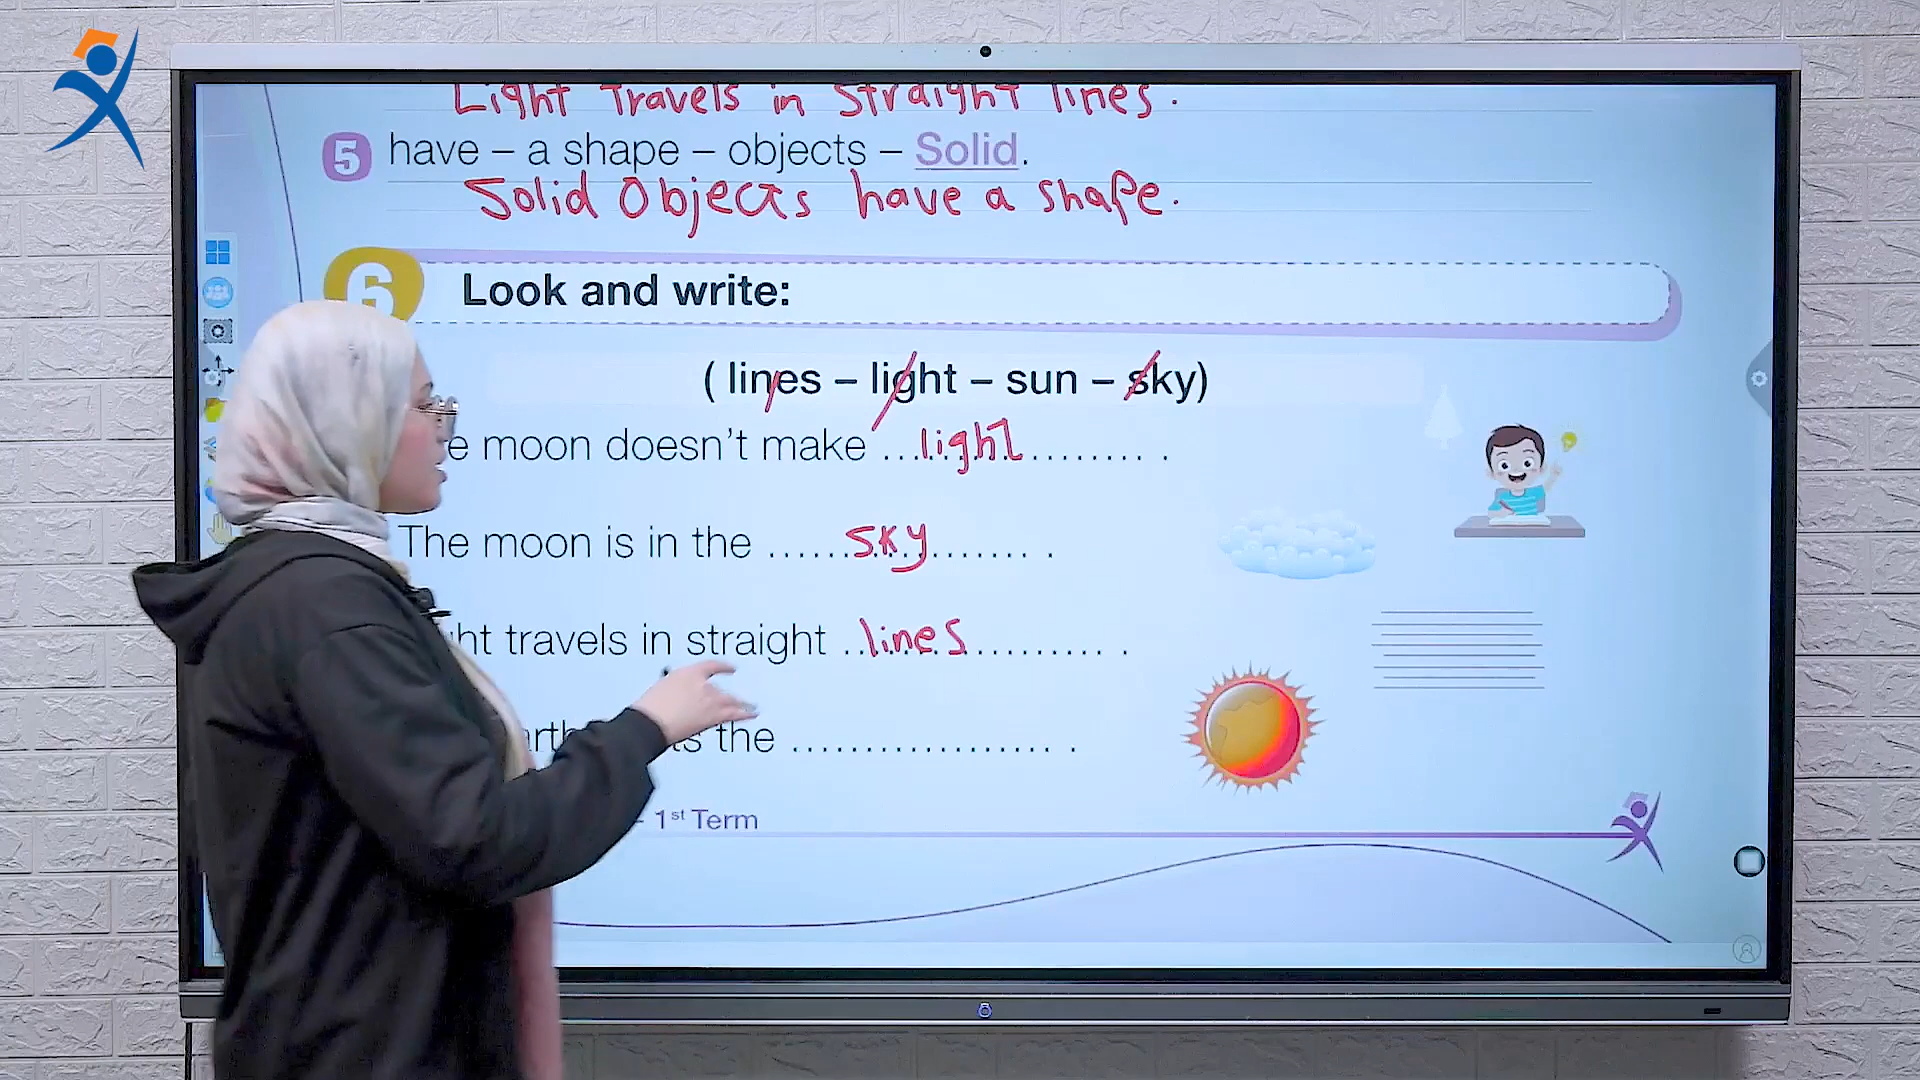 Light Travels in Straight lines.
5 have – a shape – objects – Solid.
Solid Objects have a shape.
6 Look and write:
( lines – light – sun – sky)
e moon doesn't make ...light........ .
The moon is in the ......sky....... .
ht travels in straight ..lines......... .
the ................... .
- 1st Term